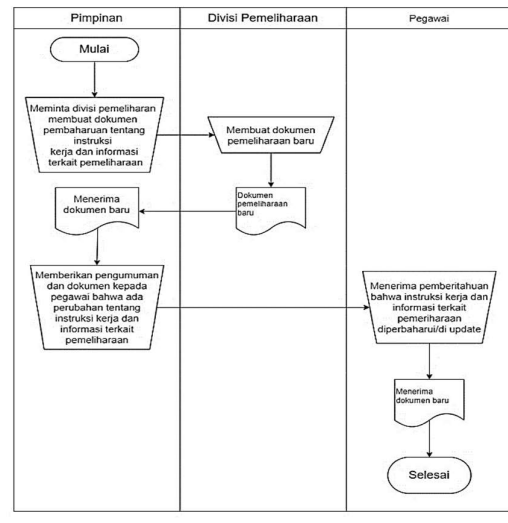 Pimpinan
Divisi Pemeliharaan
Pegawai
Mulai
Meminta divisi pemeliharan
membuat dokumen
pembaharuan tentang
instruksi
kerja dan informasi
terkait pemeliharaan
Membuat dokumen
pemeliharaan baru
Dokumen
pemeliharaan
baru
Menerima
dokumen baru
Memberikan pengumuman
dan dokumen kepada
pegawai bahwa ada
perubahan tentang
instruksi kerja dan
informasi terkait
pemeliharaan
Menerima pemberitahuan
bahwa instruksi kerja dan
informasi terkait
pemeriharaan
diperbaharui/di update
Menerima
dokumen baru
Selesai